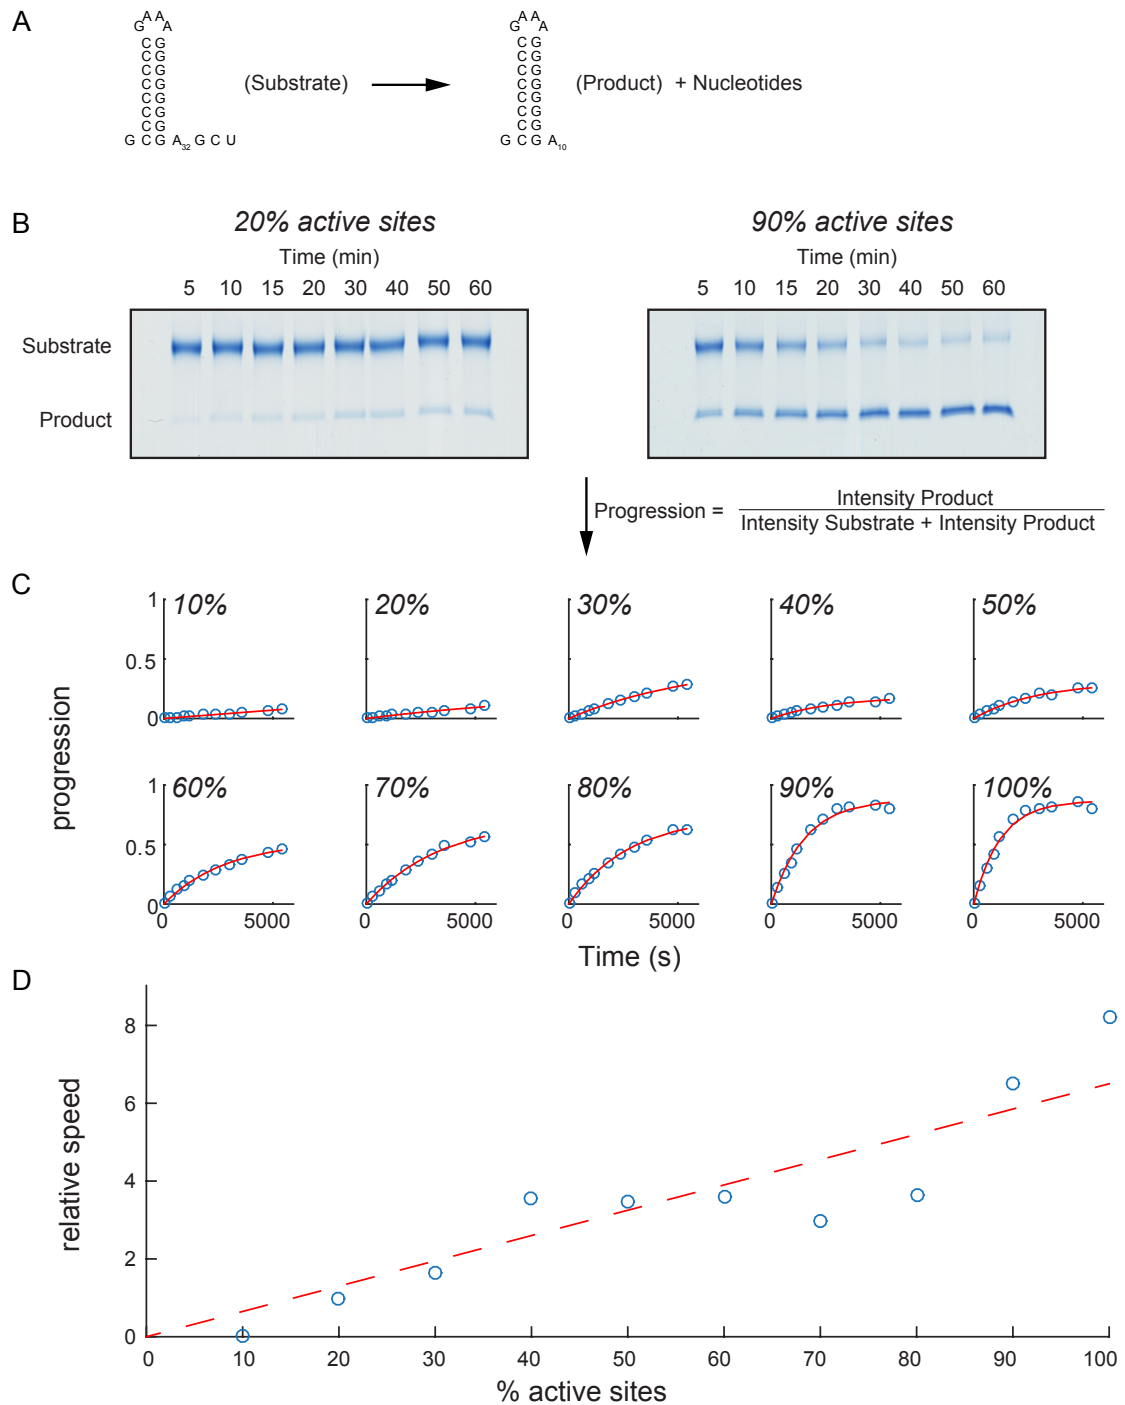 A
G A A A
C G
C G
C G
C G
C G
C G
C G
G C G A32 G C U
(Substrate)
G A A A
C G
C G
C G
C G
C G
C G
C G
G C G A10
(Product) + Nucleotides
B
20% active sites
Time (min)
5 10 15 20 30 40 50 60
90% active sites
Time (min)
5 10 15 20 30 40 50 60
Substrate
Product
Progression = Intensity Product
Intensity Substrate + Intensity Product
C
progression
1
0.5
0
10%
20%
30%
40%
50%
0 5000
0 5000
0 5000
0 5000
0 5000
1
0.5
0
60%
70%
80%
90%
100%
Time (s)
D
relative speed
8
6
4
2
0
0 10 20 30 40 50 60 70 80 90 100
% active sites